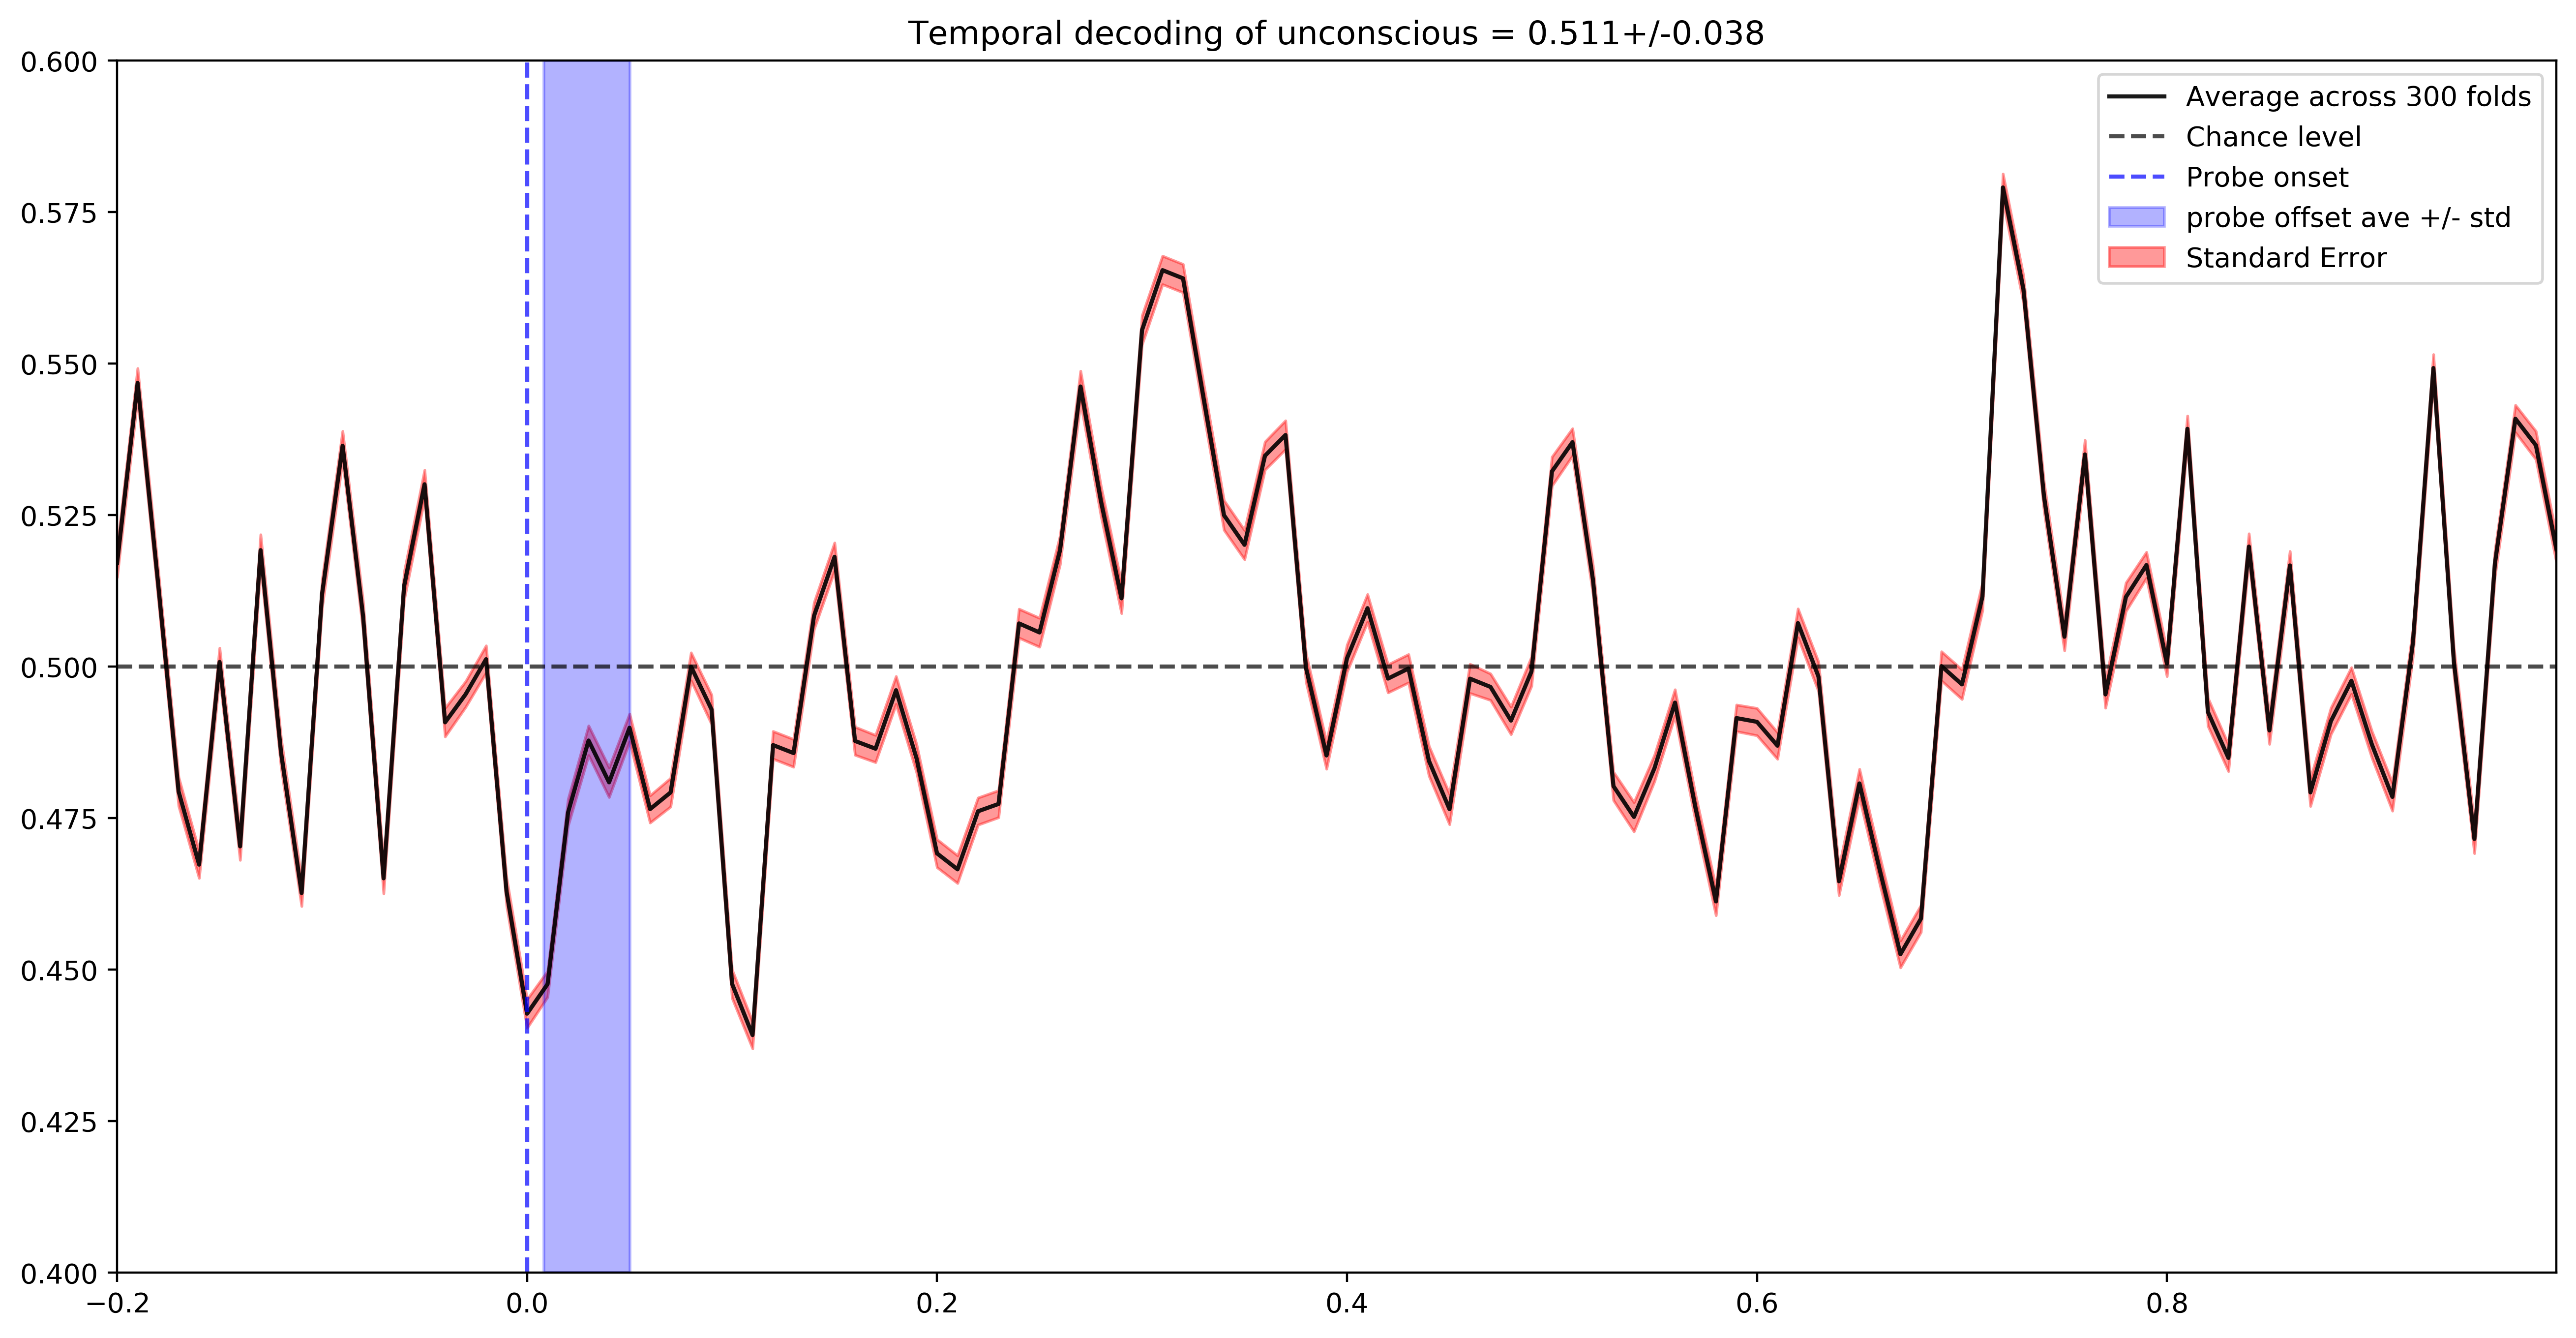 Temporal decoding of unconscious = 0.511+/-0.038
0.600
0.575
0.550
0.525
0.500
0.475
0.450
0.425
0.400
Average across 300 folds
Chance level
Probe onset
probe offset ave +/- std
Standard Error
−0.2
0.0
0.2
0.4
0.6
0.8